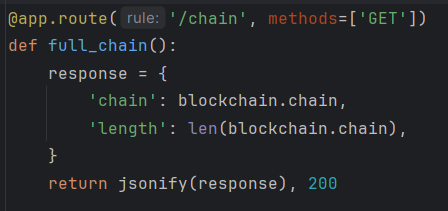 @app.route( rule: '/chain', methods=['GET'])
def full_chain():
    response = {
        'chain': blockchain.chain,
        'length': len(blockchain.chain),
    }
    return jsonify(response), 200